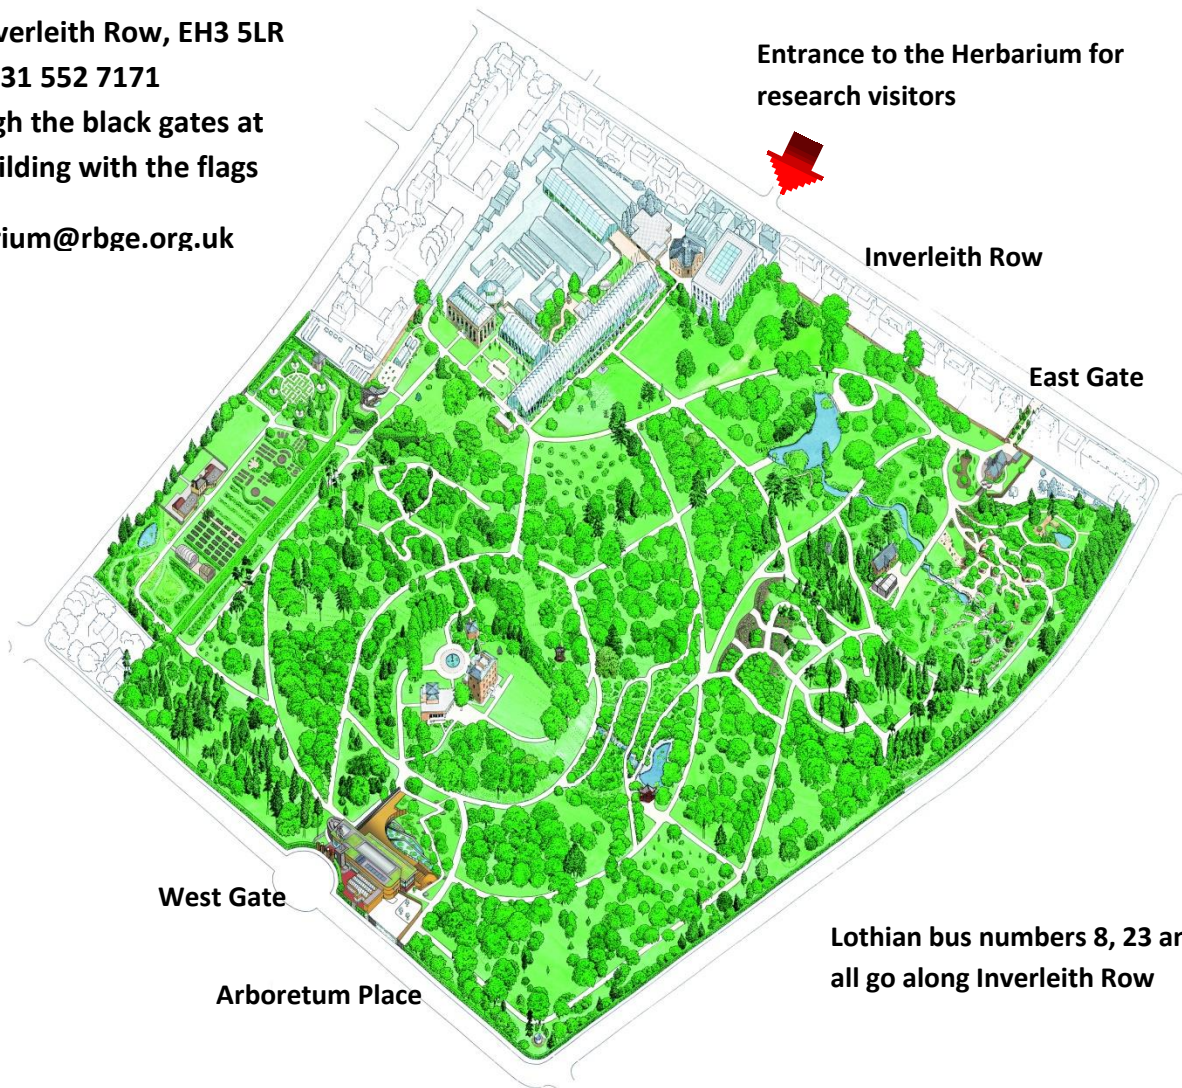 verleith Row, EH3 5LR
31 552 7171
gh the black gates at
ilding with the flags
rium@rbge.org.uk
Entrance to the Herbarium for
research visitors
Inverleith Row
East Gate
West Gate
Arboretum Place
Lothian bus numbers 8, 23 ar
all go along Inverleith Row